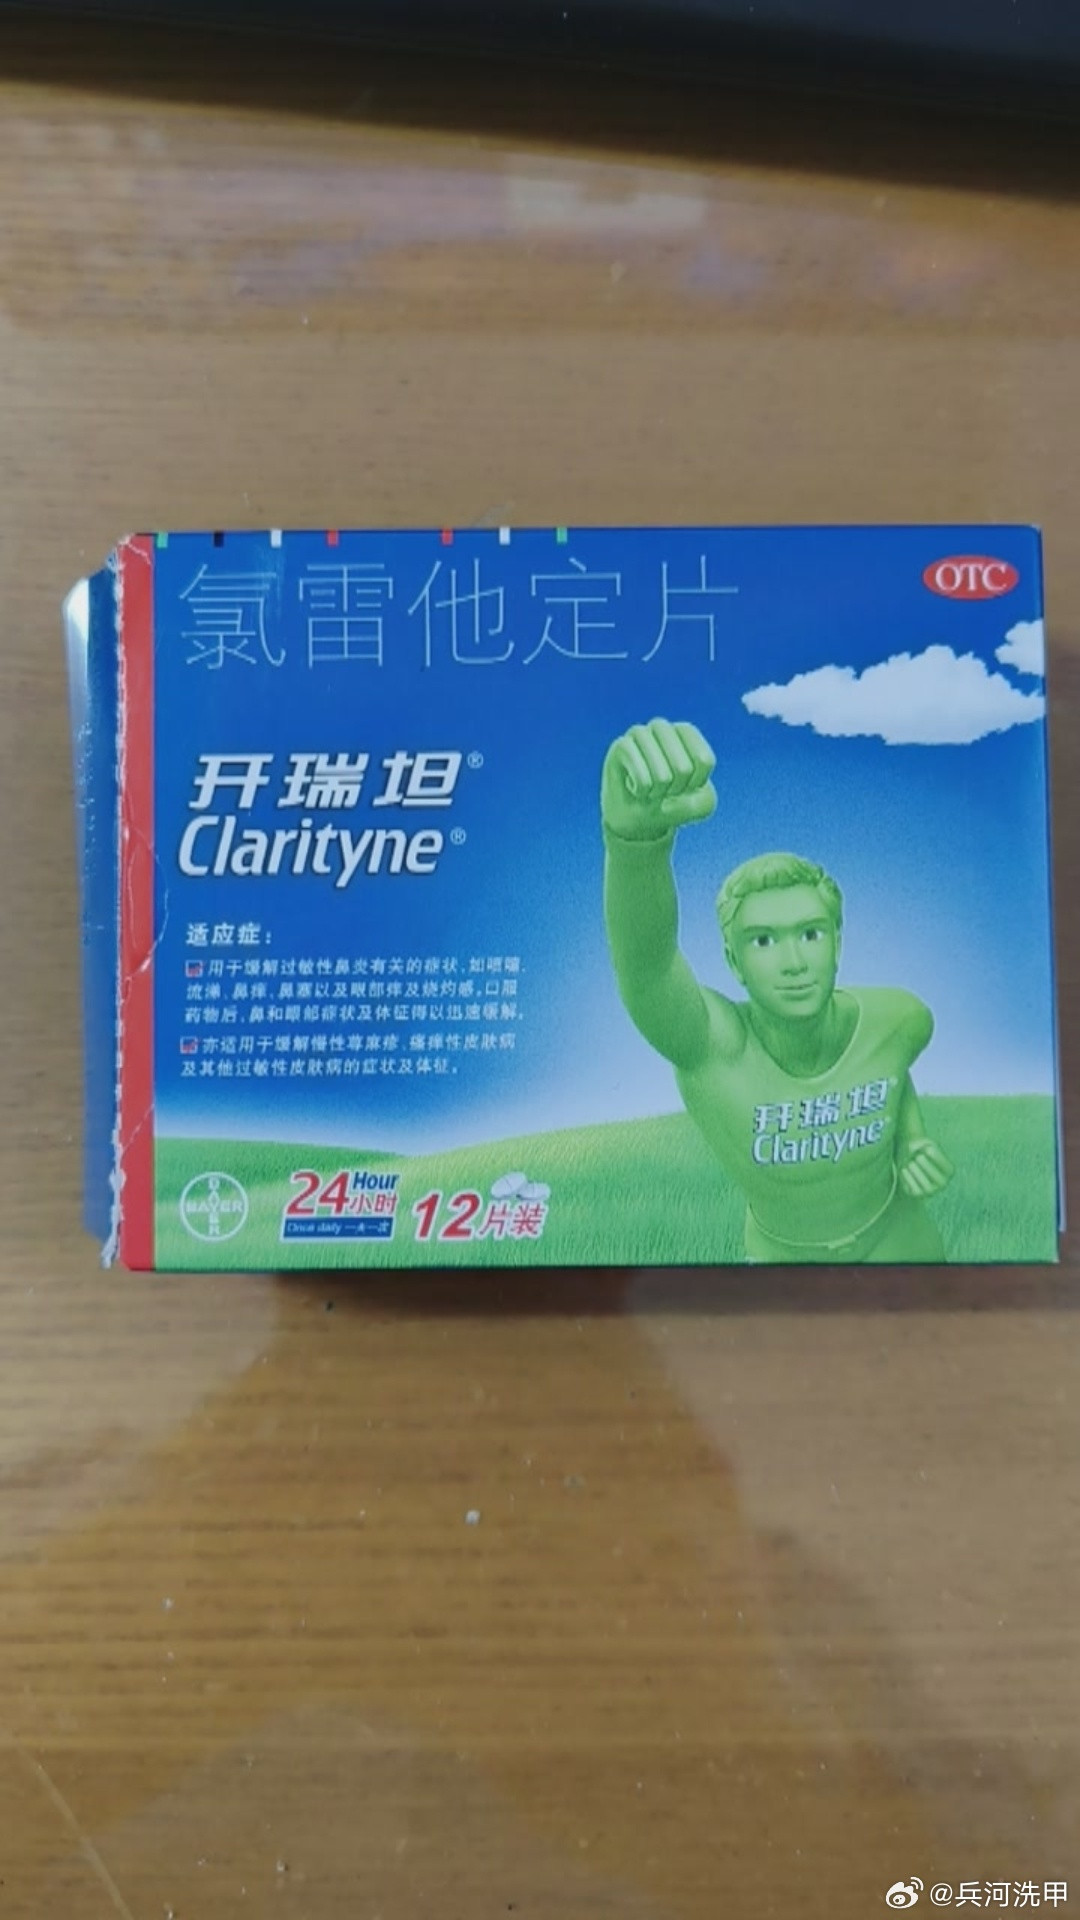 氯雷他定片
OTC
开瑞坦®
Clarityne®
适应症：
用于缓解过敏性鼻炎有关的症状，如喷嚏、
流涕、鼻痒、鼻塞以及眼部痒及烧灼感。口服
药物后，鼻和眼部症状及体征得以迅速缓解。
亦适用于缓解慢性荨麻疹、瘙痒性皮肤病
及其他过敏性皮肤病的症状及体征。
开瑞坦®
Clarityne®
BAYER
BAYER
24 Hour
小时
Once daily 一天一次
12片装
@兵河洗甲